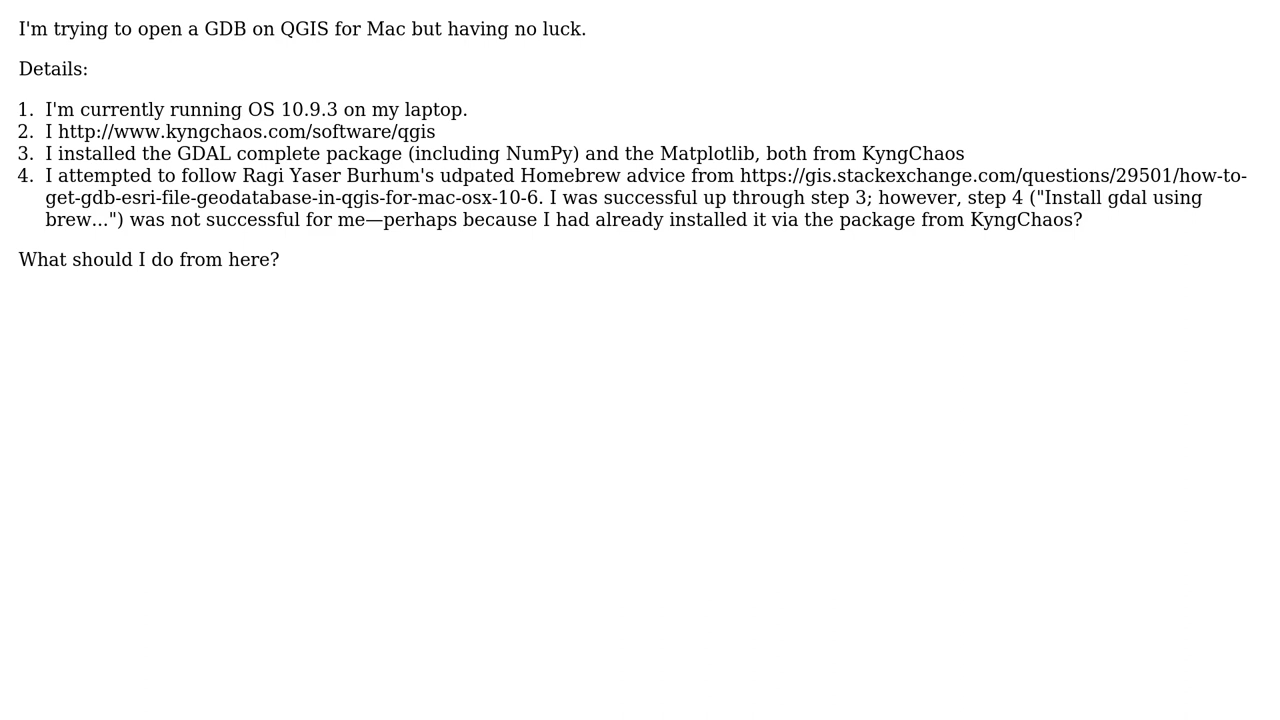 I'm trying to open a GDB on QGIS for Mac but having no luck.
Details:
1. I'm currently running OS 10.9.3 on my laptop.
2. I http://www.kyngchaos.com/software/qgis
3. I installed the GDAL complete package (including NumPy) and the Matplotlib, both from KyngChaos
4. I attempted to follow Ragi Yaser Burhum's udpated Homebrew advice from https://gis.stackexchange.com/questions/29501/how-to-
get-gdb-esri-file-geodatabase-in-qgis-for-mac-osx-10-6. I was successful up through step 3; however, step 4 ("Install gdal using
brew...") was not successful for me—perhaps because I had already installed it via the package from KyngChaos?
What should I do from here?